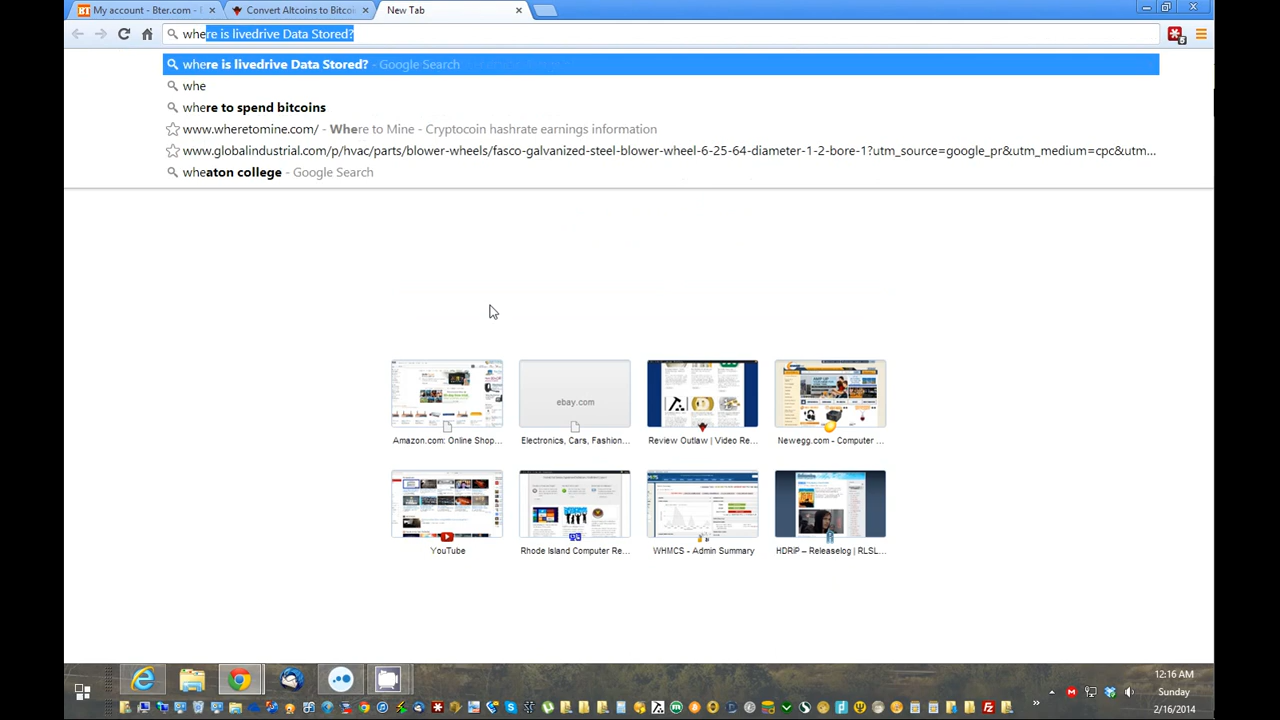 My account - Bter.com -
Convert Altcoins to Bitcoi
New Tab
where is livedrive Data Stored?
where is livedrive Data Stored? - Google Search
whe
where to spend bitcoins
www.wheretomine.com/ - Where to Mine - Cryptocoin hashrate earnings information
www.globalindustrial.com/p/hvac/parts/blower-wheels/fasco-galvanized-steel-blower-wheel-6-25-64-diameter-1-2-bore-1?utm_source=google_pr&utm_medium=cpc&utm...
wheaton college - Google Search
ebay.com
Amazon.com: Online Shop...
Electronics, Cars, Fashion...
Review Outlaw | Video Re...
Newegg.com - Computer ...
YouTube
Rhode Island Computer Re...
WHMCS - Admin Summary
HDRiP – Releaselog | RLSL...
12:16 AM
Sunday
2/16/2014